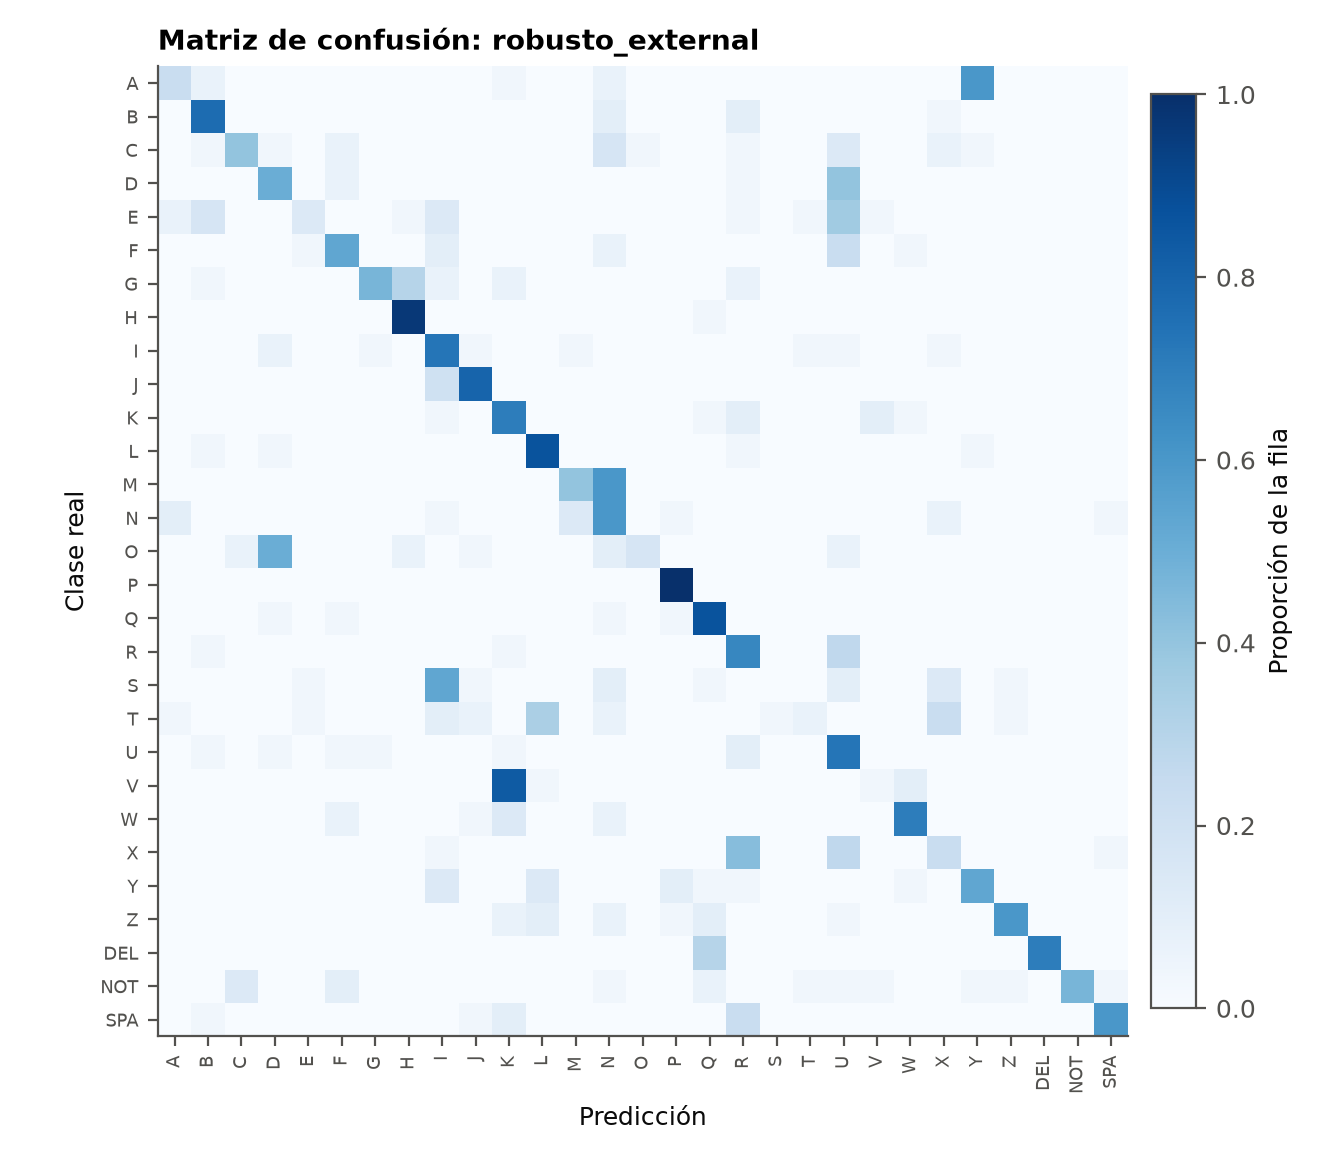 Matriz de confusión: robusto_external
A
B
C
D
E
F
G
H
I
J
K
L
M
N
O
P
Q
R
S
T
U
V
W
X
Y
Z
DEL
NOT
SPA
Clase real
A B C D E F G H I J K L M N O P Q R S T U V W X Y Z DEL NOT SPA
Predicción
1.0
0.8
0.6
0.4
0.2
0.0
Proporción de la fila